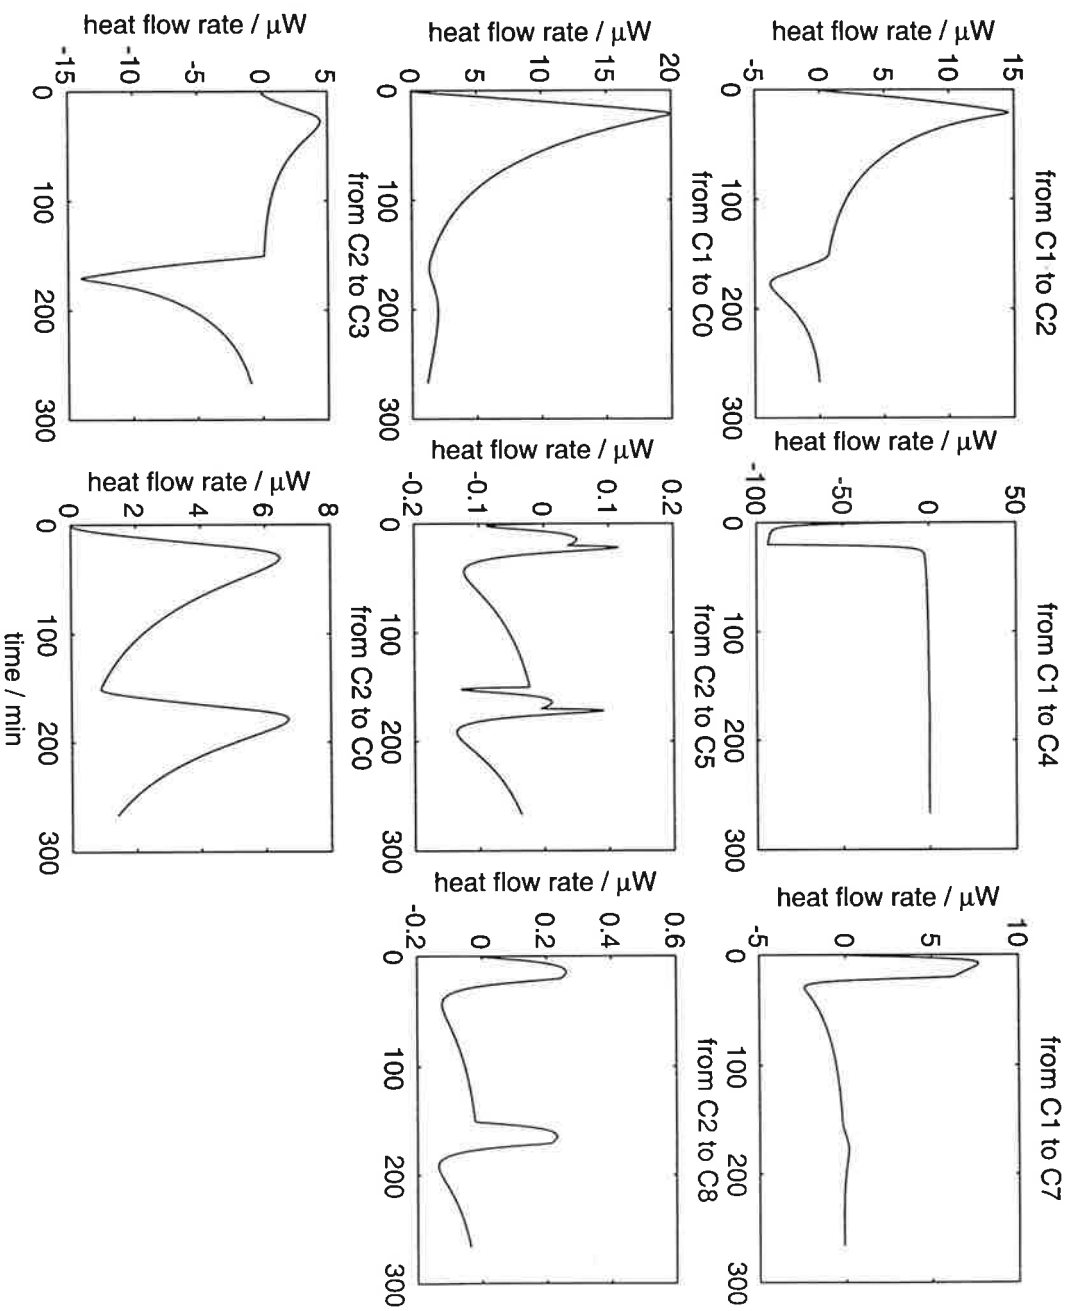 from C1 to C2
heat flow rate / μW
15
10
5
0
-5
0 100 200 300
from C1 to C4
heat flow rate / μW
50
0
-50
-100
0 100 200 300
from C1 to C7
heat flow rate / μW
10
5
0
-5
0 100 200 300
from C1 to C0
heat flow rate / μW
20
15
10
5
0
0 100 200 300
from C2 to C5
heat flow rate / μW
0.2
0.1
0
-0.1
-0.2
0 100 200 300
from C2 to C8
heat flow rate / μW
0.6
0.4
0.2
0
-0.2
0 100 200 300
from C2 to C3
heat flow rate / μW
5
0
-5
-10
-15
0 100 200 300
from C2 to C0
heat flow rate / μW
8
6
4
2
0
0 100 200 300
time / min